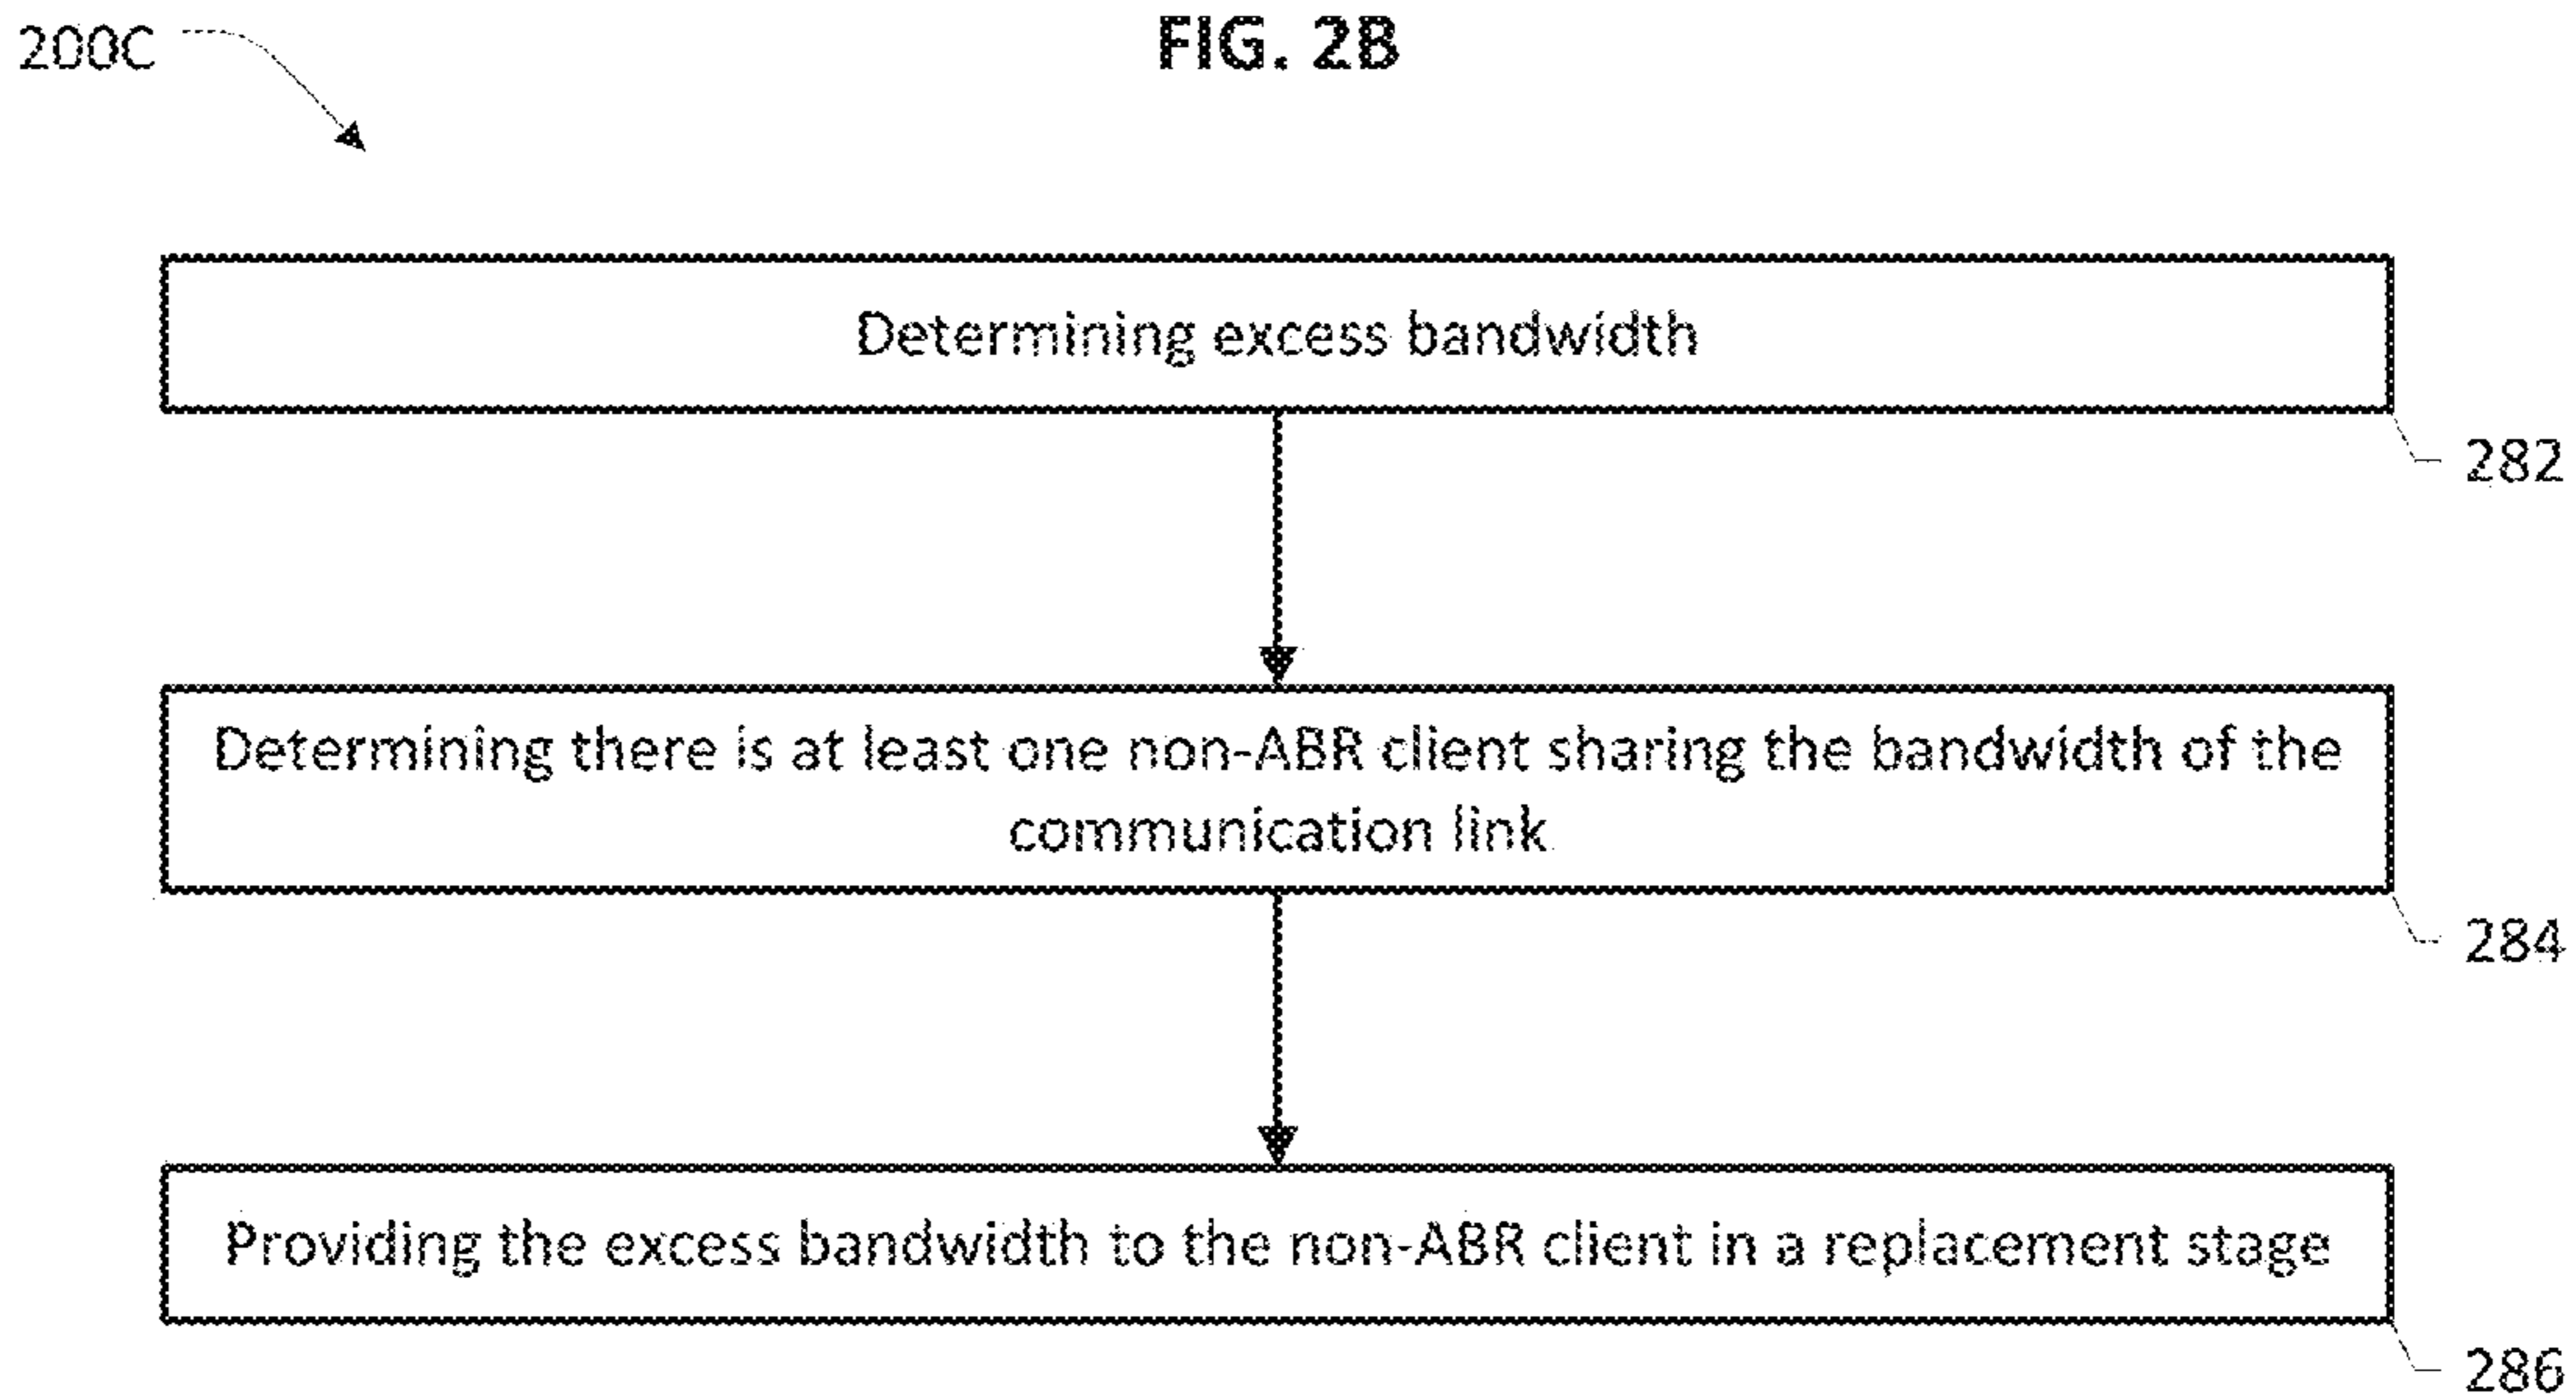 200C
FIG. 2B
Determining excess bandwidth
282
Determining there is at least one non-ABR client sharing the bandwidth of the
communication link
284
Providing the excess bandwidth to the non-ABR client in a replacement stage
286